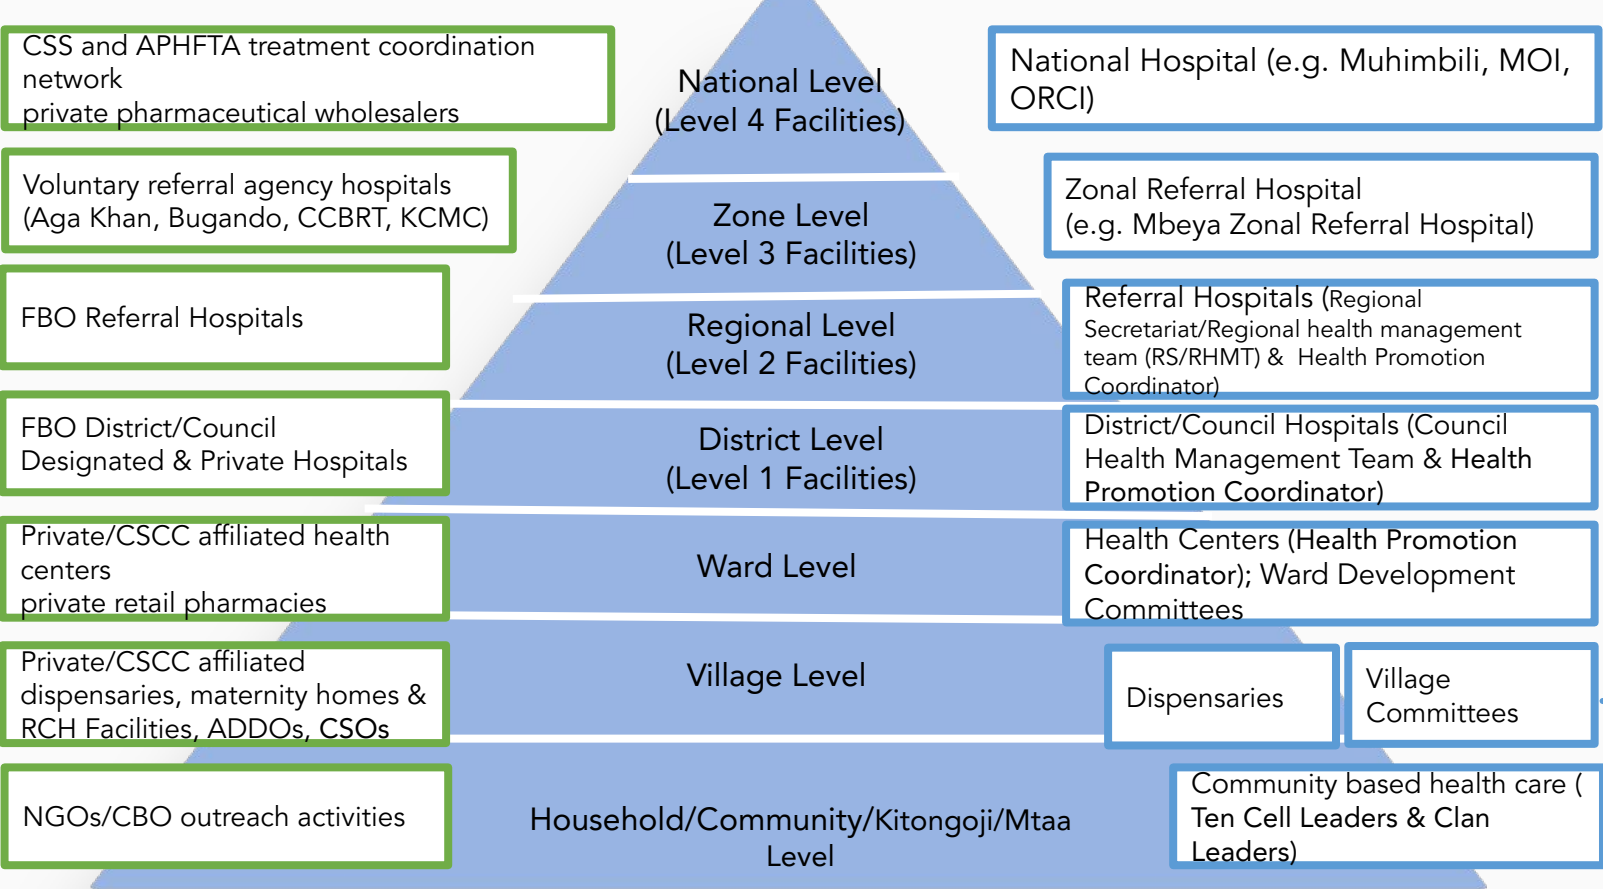 CSS and APHFTA treatment coordination
network
private pharmaceutical wholesalers
National Level
(Level 4 Facilities)
National Hospital (e.g. Muhimbili, MOI,
ORCI)
Voluntary referral agency hospitals
(Aga Khan, Bugando, CCBRT, KCMC)
Zone Level
(Level 3 Facilities)
Zonal Referral Hospital
(e.g. Mbeya Zonal Referral Hospital)
FBO Referral Hospitals
Regional Level
(Level 2 Facilities)
Referral Hospitals (Regional
Secretariat/Regional health management
team (RS/RHMT) & Health Promotion
Coordinator)
FBO District/Council
Designated & Private Hospitals
District Level
(Level 1 Facilities)
District/Council Hospitals (Council
Health Management Team & Health
Promotion Coordinator)
Private/CSCC affiliated health
centers
private retail pharmacies
Ward Level
Health Centers (Health Promotion
Coordinator); Ward Development
Committees
Private/CSCC affiliated
dispensaries, maternity homes &
RCH Facilities, ADDOs, CSOs
Village Level
Dispensaries
Village
Committees
NGOs/CBO outreach activities
Household/Community/Kitongoji/Mtaa
Level
Community based health care (
Ten Cell Leaders & Clan
Leaders)